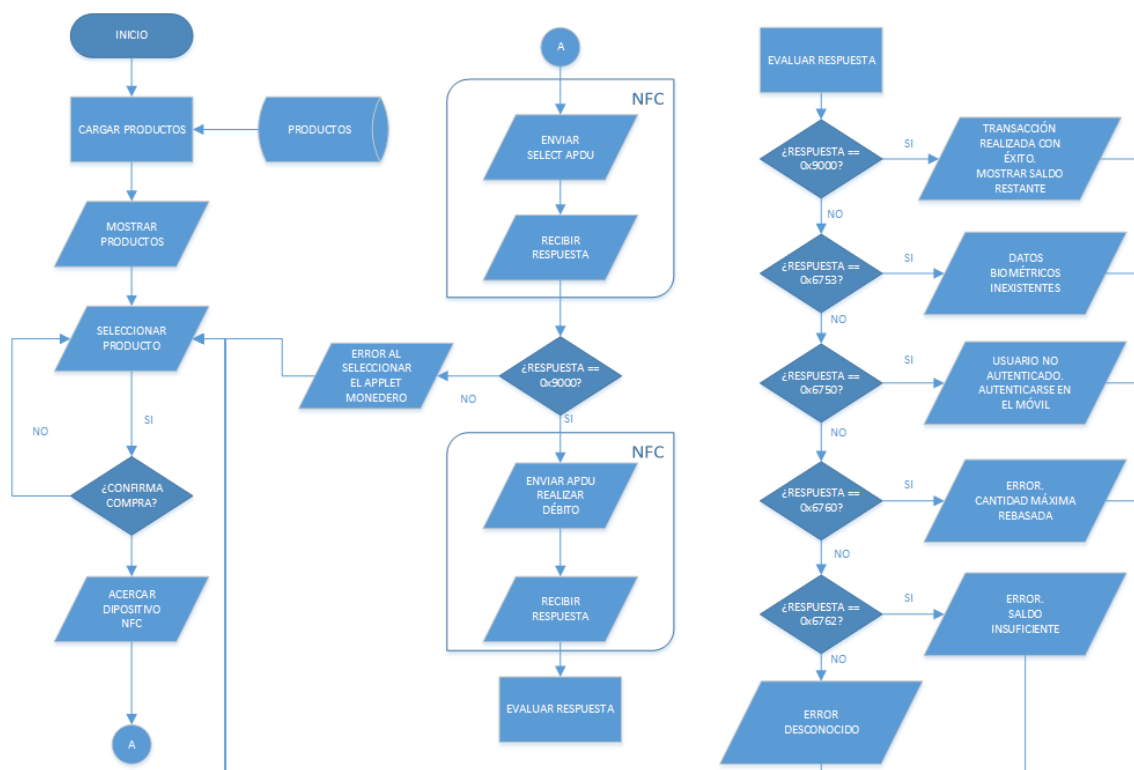 INICIO
CARGAR PRODUCTOS
PRODUCTOS
MOSTRAR
PRODUCTOS
SELECCIONAR
PRODUCTO
NO
SI
¿CONFIRMA
COMPRA?
ACERCAR
DIPOSITIVO
NFC
A
A
NFC
ENVIAR
SELECT APDU
RECIBIR
RESPUESTA
¿RESPUESTA ==
0x9000?
NO
ERROR AL
SELECCIONAR
EL APPLET
MONEDERO
SI
NFC
ENVIAR APDU
REALIZAR
DÉBITO
RECIBIR
RESPUESTA
EVALUAR RESPUESTA
EVALUAR RESPUESTA
¿RESPUESTA ==
0x9000?
SI
TRANSACCIÓN
REALIZADA CON
ÉXITO.
MOSTRAR SALDO
RESTANTE
NO
¿RESPUESTA ==
0x6753?
SI
DATOS
BIOMÉTRICOS
INEXISTENTES
NO
¿RESPUESTA ==
0x6750?
SI
USUARIO NO
AUTENTICADO.
AUTENTICARSE EN
EL MÓVIL
NO
¿RESPUESTA ==
0x6760?
SI
ERROR.
CANTIDAD MÁXIMA
REBASADA
NO
¿RESPUESTA ==
0x6762?
SI
ERROR.
SALDO
INSUFICIENTE
NO
ERROR
DESCONOCIDO